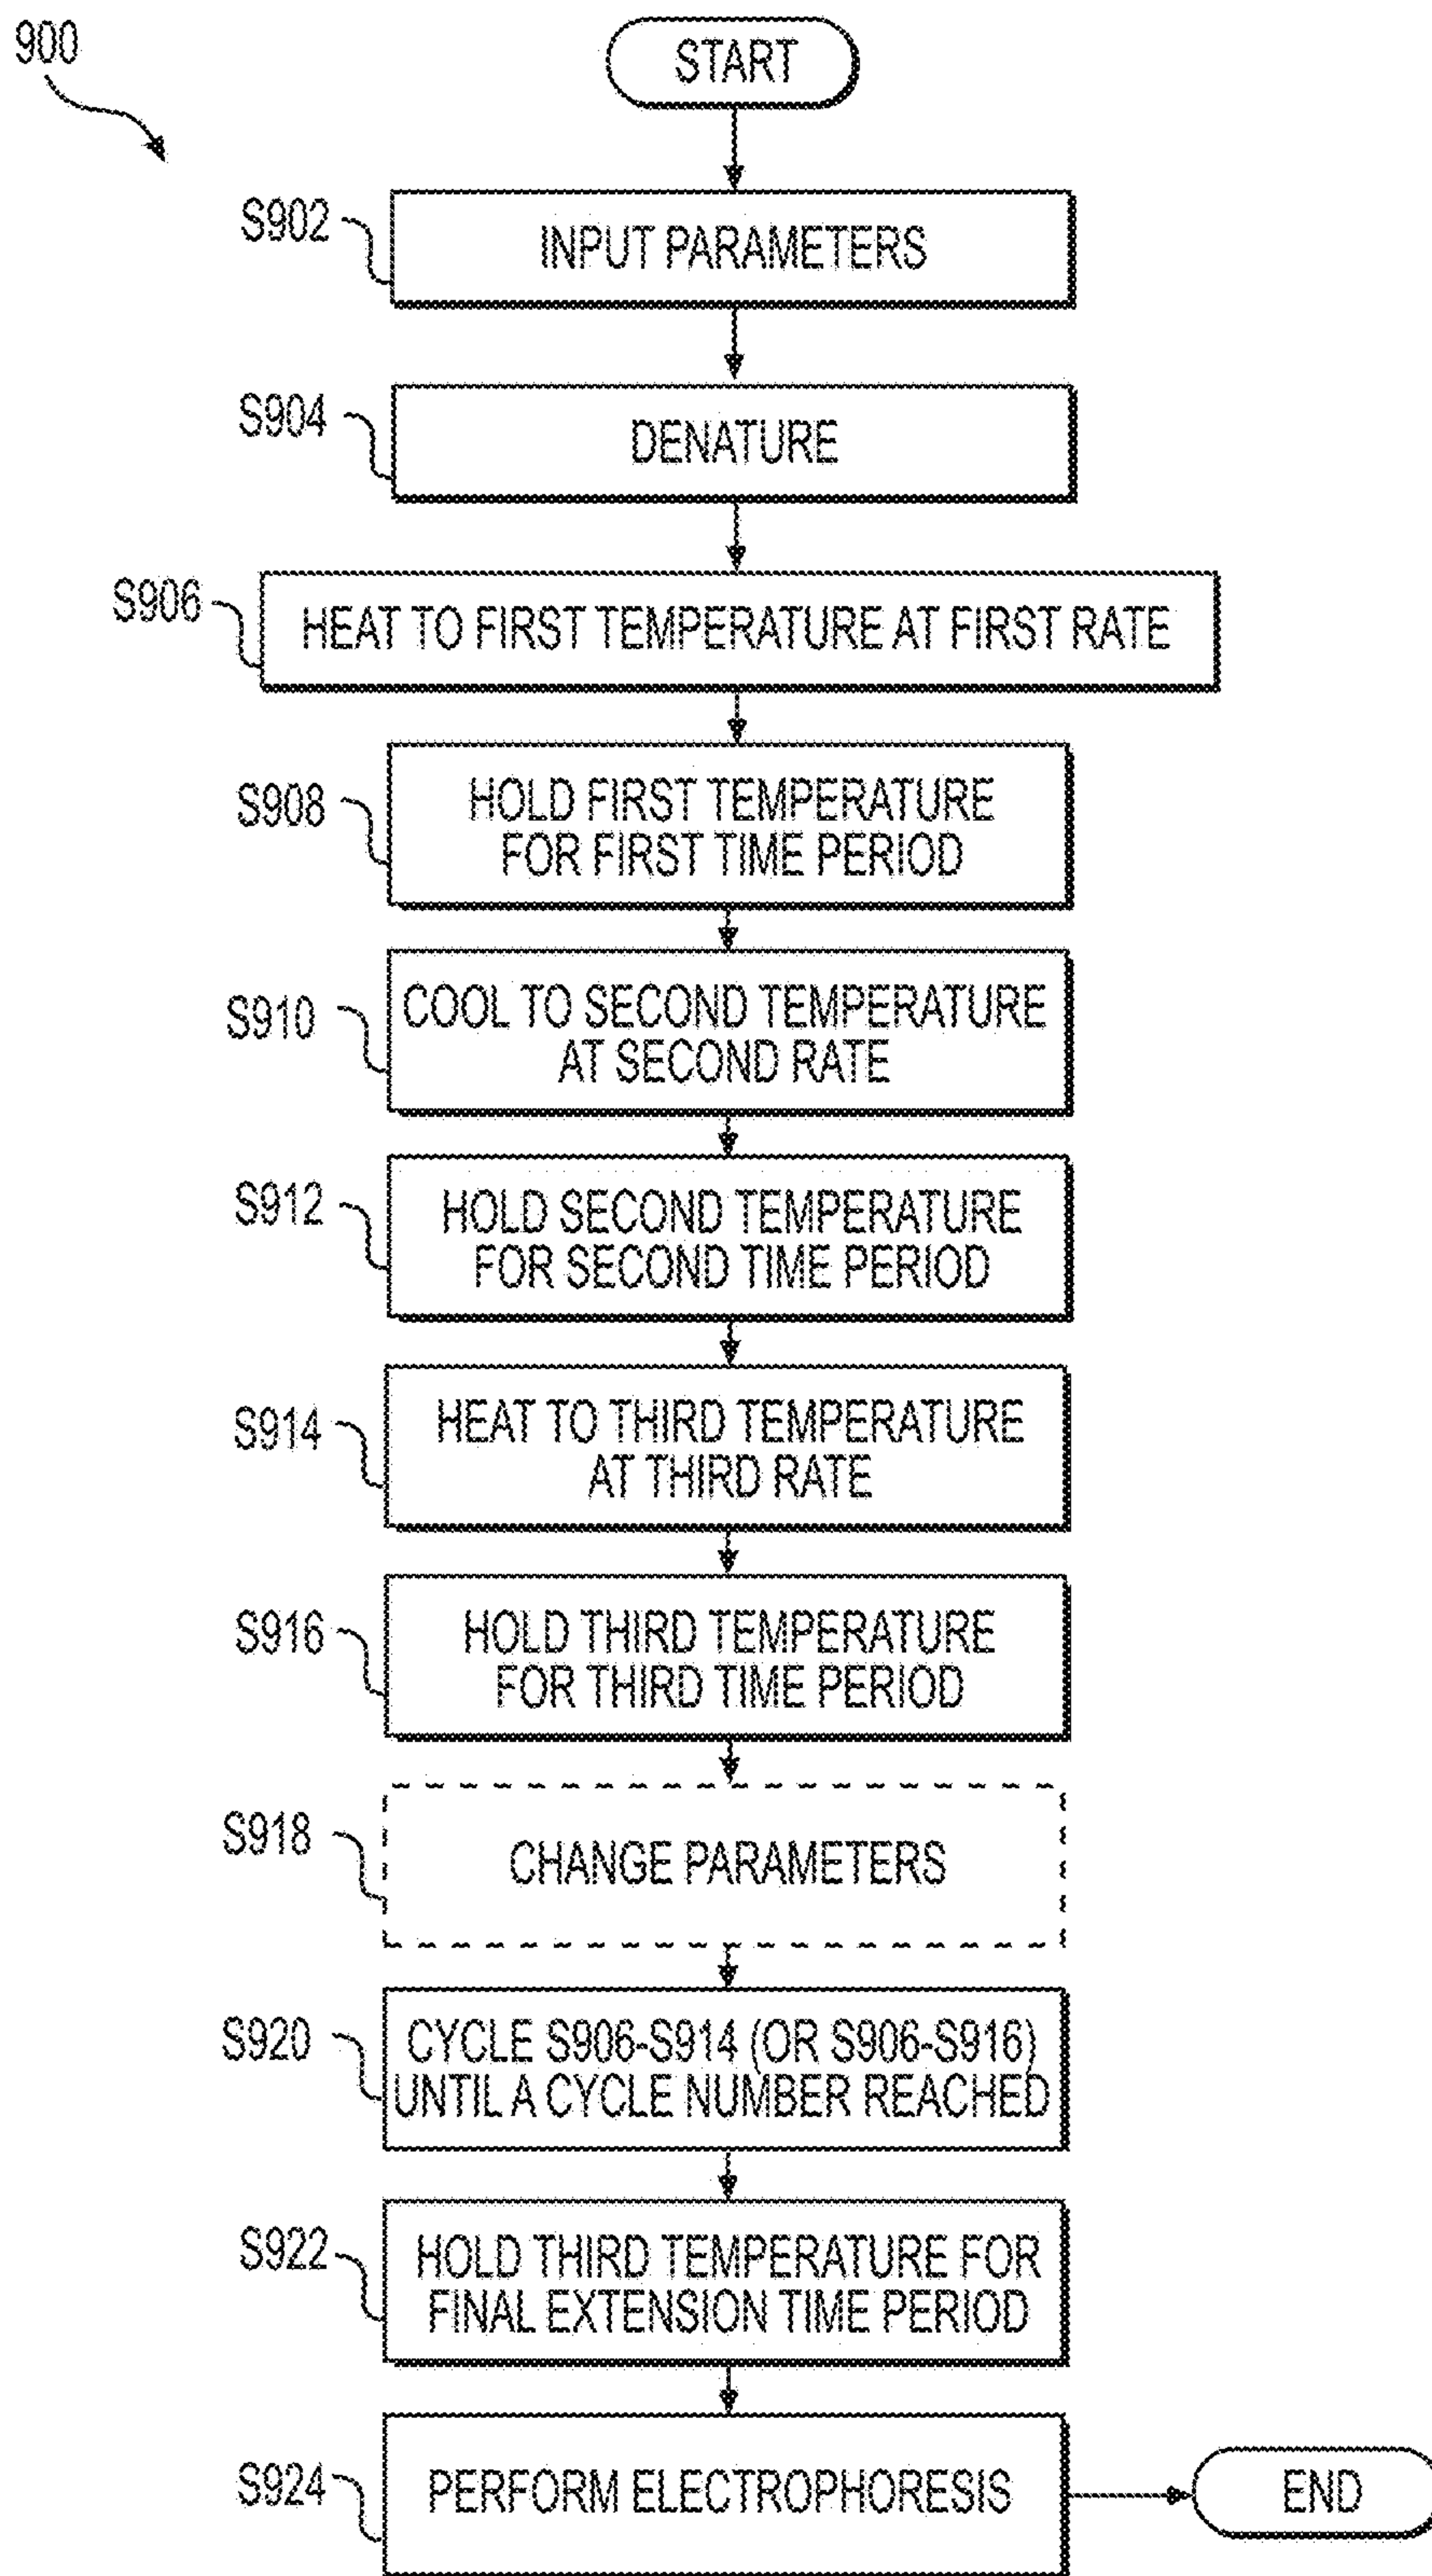 900
START
S902
INPUT PARAMETERS
S904
DENATURE
S906
HEAT TO FIRST TEMPERATURE AT FIRST RATE
S908
HOLD FIRST TEMPERATURE
FOR FIRST TIME PERIOD
S910
COOL TO SECOND TEMPERATURE
AT SECOND RATE
S912
HOLD SECOND TEMPERATURE
FOR SECOND TIME PERIOD
S914
HEAT TO THIRD TEMPERATURE
AT THIRD RATE
S916
HOLD THIRD TEMPERATURE
FOR THIRD TIME PERIOD
S918
CHANGE PARAMETERS
S920
CYCLE S906-S914 (OR S906-S916)
UNTIL A CYCLE NUMBER REACHED
S922
HOLD THIRD TEMPERATURE FOR
FINAL EXTENSION TIME PERIOD
S924
PERFORM ELECTROPHORESIS
END